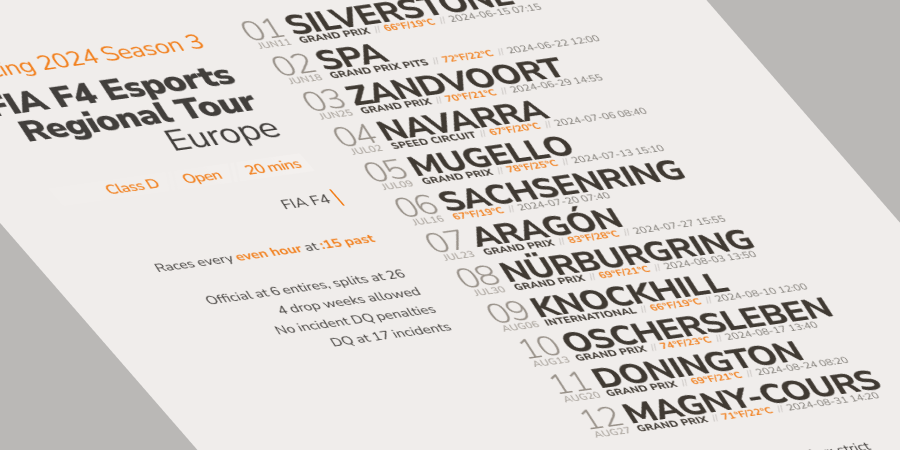 2024 Season 3
FIA F4 Esports
Regional Tour
Europe
Class D Open 20 mins
FIA F4
Races every even hour at :15 past
Official at 6 entires, splits at 26
4 drop weeks allowed
No incident DQ penalties
DQ at 17 incidents
01 SILVERSTONE
JUN11 GRAND PRIX // 66°F/19°C // 2024-06-15 07:15
02 SPA
JUN18 GRAND PRIX PITS // 72°F/22°C // 2024-06-22 12:00
03 ZANDVOORT
JUN25 GRAND PRIX // 70°F/21°C // 2024-06-29 14:55
04 NAVARRA
JUL02 SPEED CIRCUIT // 67°F/20°C // 2024-07-06 08:40
05 MUGELLO
JUL09 GRAND PRIX // 78°F/25°C // 2024-07-13 15:10
06 SACHSENRING
JUL16 67°F/19°C // 2024-07-20 07:40
07 ARAGÓN
JUL23 GRAND PRIX // 83°F/28°C // 2024-07-27 15:55
08 NÜRBURGRING
JUL30 GRAND PRIX // 69°F/21°C // 2024-08-03 13:50
09 KNOCKHILL
AUG06 INTERNATIONAL // 66°F/19°C // 2024-08-10 12:00
10 OSCHERSLEBEN
AUG13 GRAND PRIX // 74°F/23°C // 2024-08-17 13:40
11 DONINGTON
AUG20 GRAND PRIX // 69°F/21°C // 2024-08-24 08:20
12 MAGNY-COURS
AUG27 GRAND PRIX // 71°F/22°C // 2024-08-31 14:20
strict